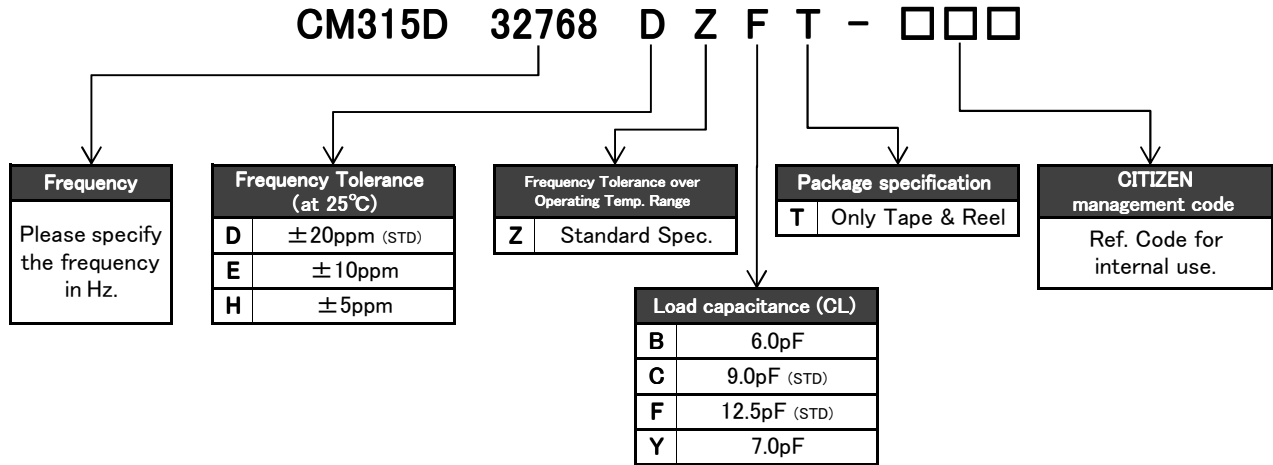 CM315D 32768 D Z F T - □□□
Frequency
Please specify
the frequency
in Hz.
Frequency Tolerance
(at 25℃)
D ±20ppm (STD)
E ±10ppm
H ±5ppm
Frequency Tolerance over
Operating Temp. Range
Z Standard Spec.
Package specification
T Only Tape & Reel
CITIZEN
management code
Ref. Code for
internal use.
Load capacitance (CL)
B 6.0pF
C 9.0pF (STD)
F 12.5pF (STD)
Y 7.0pF